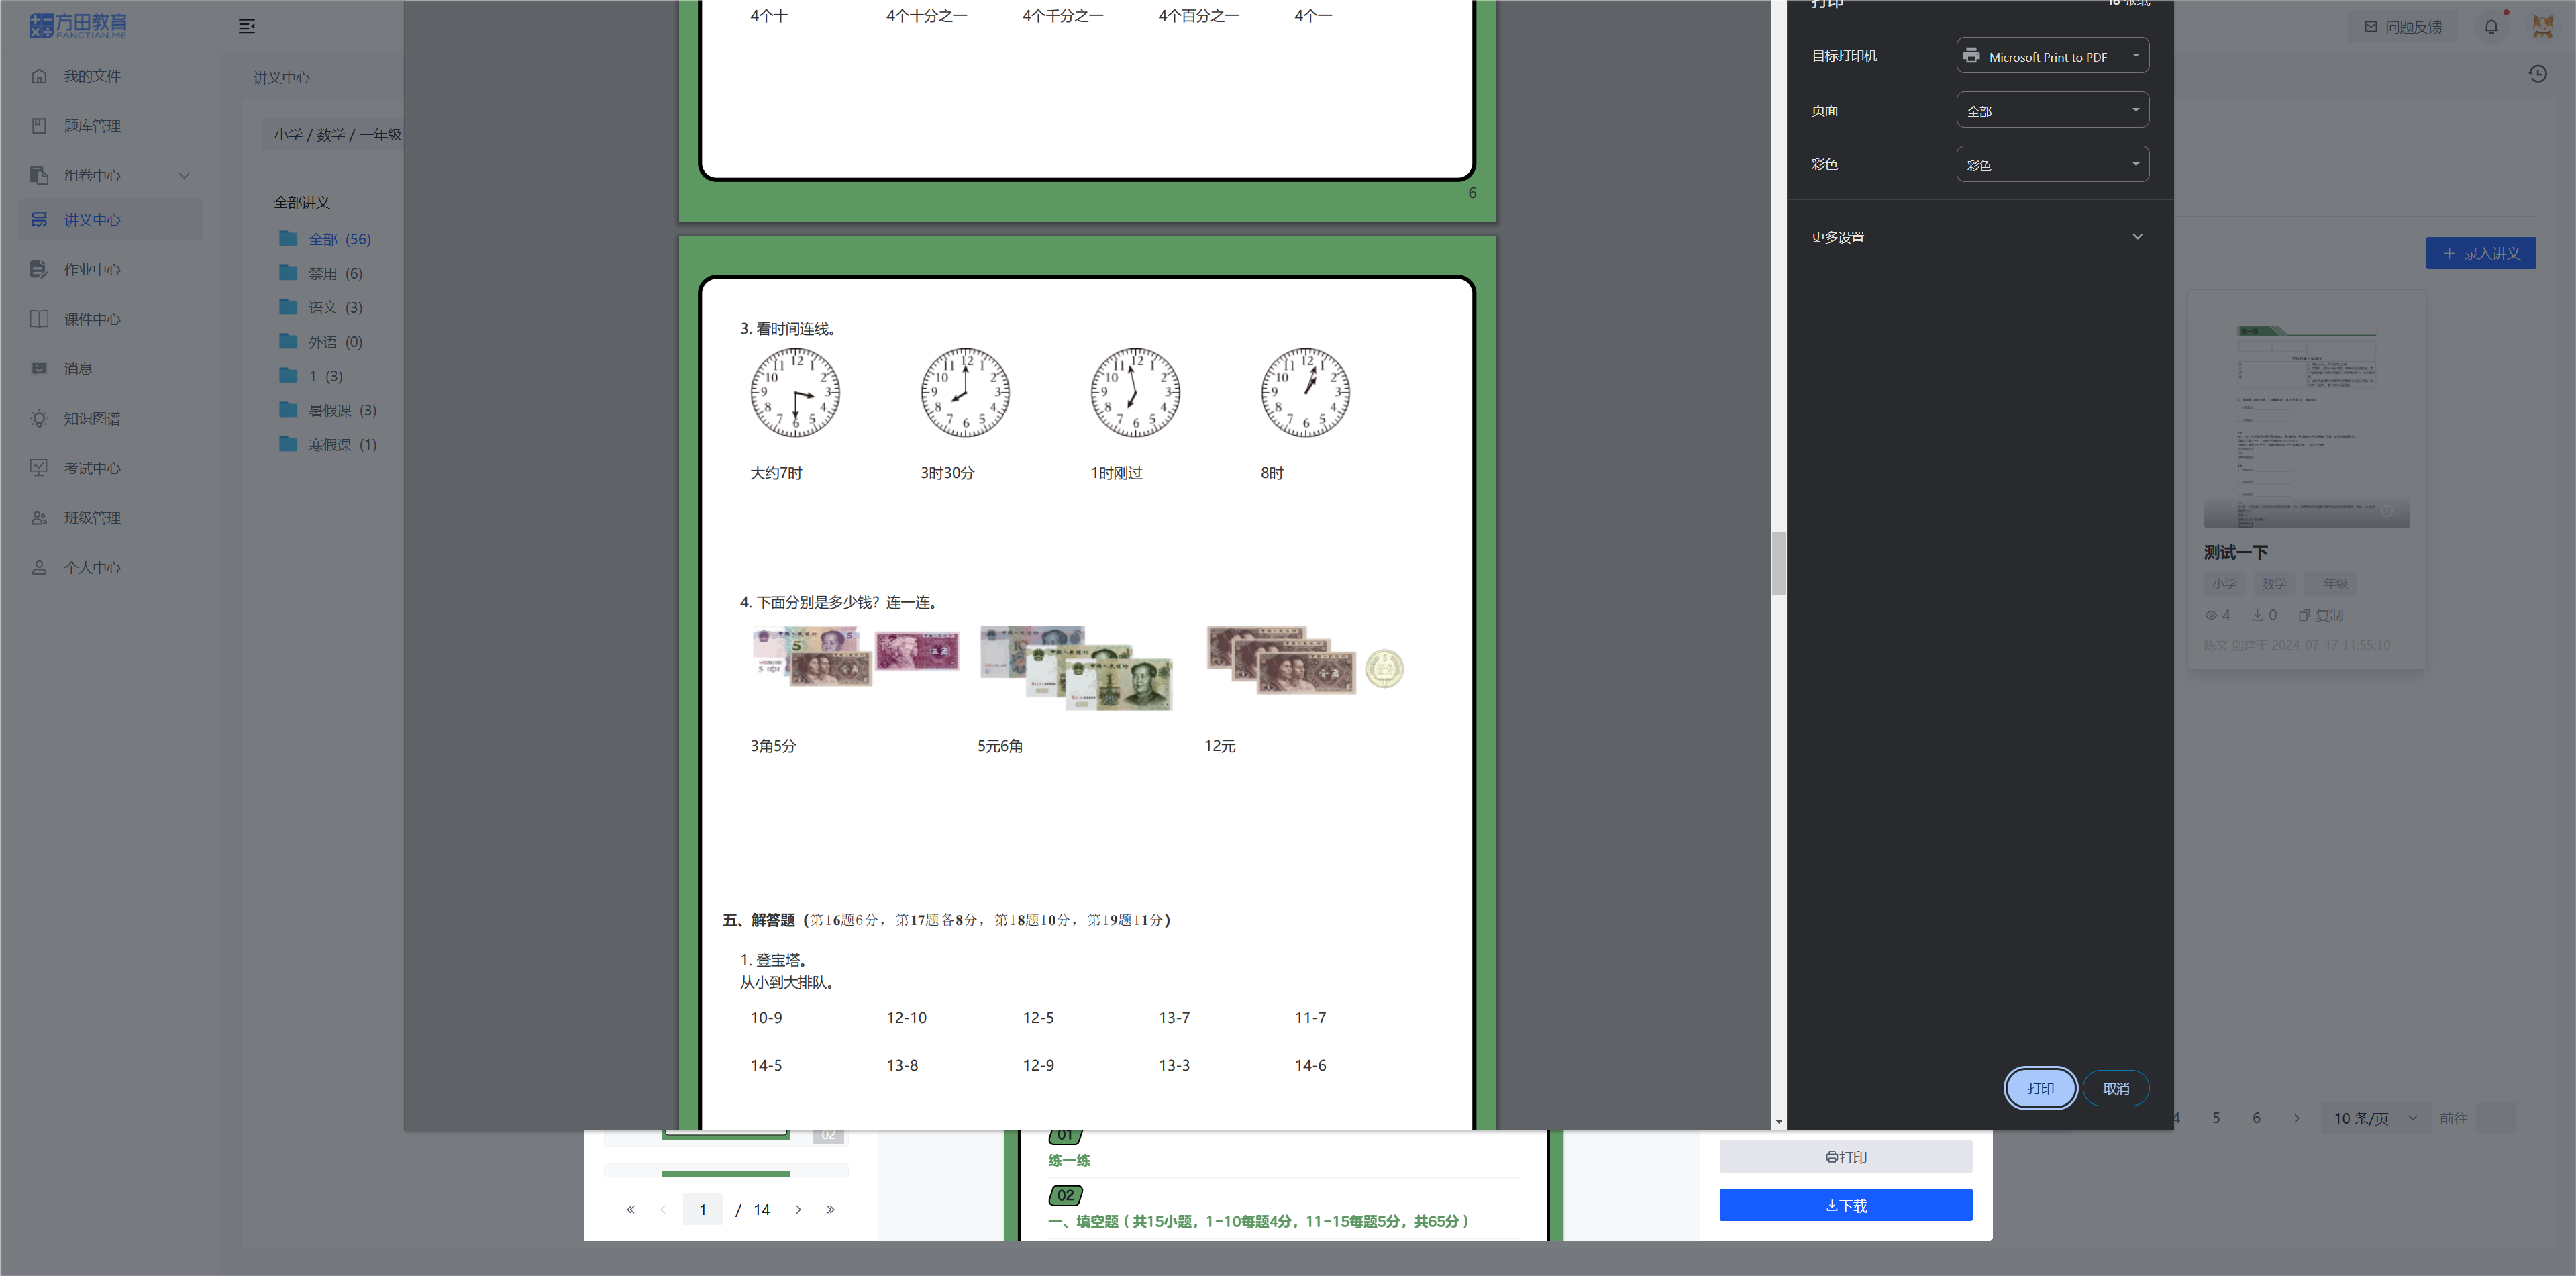 方田教育
FANGTIAN.ME
我的文件
题库管理
组卷中心
讲义中心
作业中心
课件中心
消息
知识图谱
考试中心
班级管理
个人中心
讲义中心
小学 / 数学 / 一年级
全部讲义
全部 (56)
禁用 (6)
语文 (3)
外语 (0)
1 (3)
暑假课 (3)
寒假课 (1)
4个十 4个十分之一 4个千分之一 4个百分之一 4个一
6
3. 看时间连线。
大约7时 3时30分 1时刚过 8时
4. 下面分别是多少钱？连一连。
3角5分 5元6角 12元
五、解答题（第16题6分，第17题各8分，第18题10分，第19题11分）
1. 登宝塔。
从小到大排队。
10-9 12-10 12-5 13-7 11-7
14-5 13-8 12-9 13-3 14-6
打印 18 张纸
目标打印机 Microsoft Print to PDF
页面 全部
彩色 彩色
更多设置
打印 取消
问题反馈
+ 录入讲义
测试一下
小学 数学 一年级
4 0 复制
陈文 创建于 2024-07-17 11:55:10
4 5 6 > 10 条/页 前往
02
« < 1 / 14 > »
01
练一练
02
一、填空题（共15小题，1-10每题4分，11-15每题5分，共65分）
打印
下载